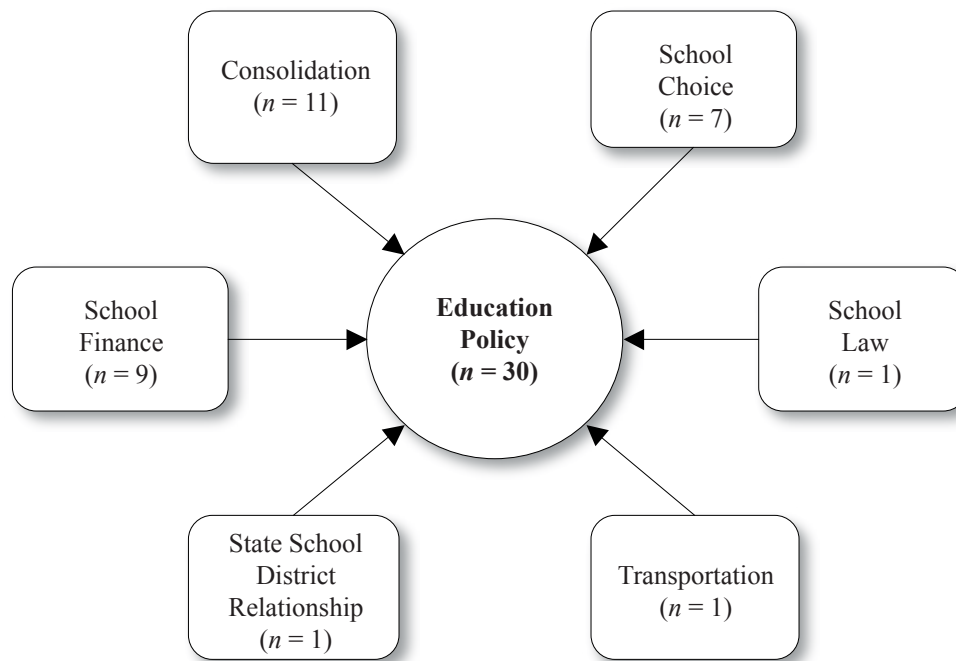 Consolidation
(n = 11)
School
Choice
(n = 7)
School
Finance
(n = 9)
Education
Policy
(n = 30)
School
Law
(n = 1)
State School
District
Relationship
(n = 1)
Transportation
(n = 1)